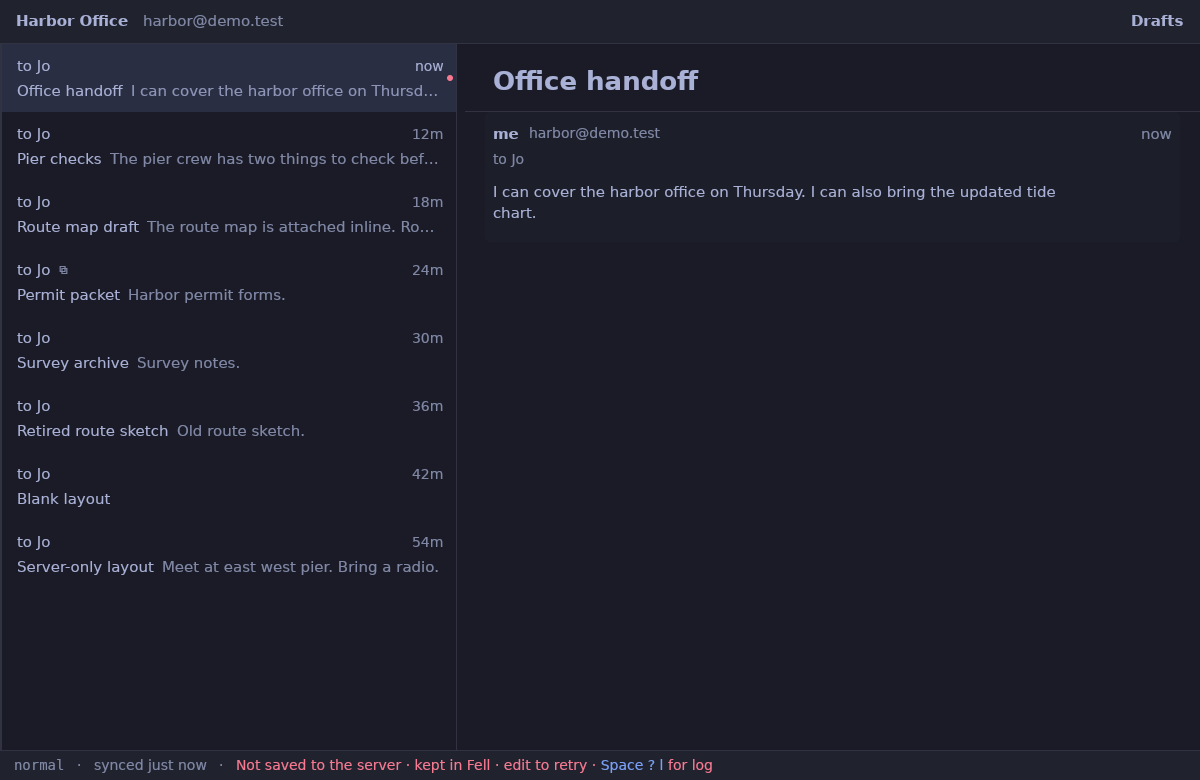 Harbor Office harbor@demo.test Drafts
to Jo now
Office handoff I can cover the harbor office on Thursd…
to Jo 12m
Pier checks The pier crew has two things to check bef…
to Jo 18m
Route map draft The route map is attached inline. Ro…
to Jo 24m
Permit packet Harbor permit forms.
to Jo 30m
Survey archive Survey notes.
to Jo 36m
Retired route sketch Old route sketch.
to Jo 42m
Blank layout
to Jo 54m
Server-only layout Meet at east west pier. Bring a radio.
Office handoff
me harbor@demo.test now
to Jo
I can cover the harbor office on Thursday. I can also bring the updated tide
chart.
normal · synced just now · Not saved to the server · kept in Fell · edit to retry · Space ? l for log